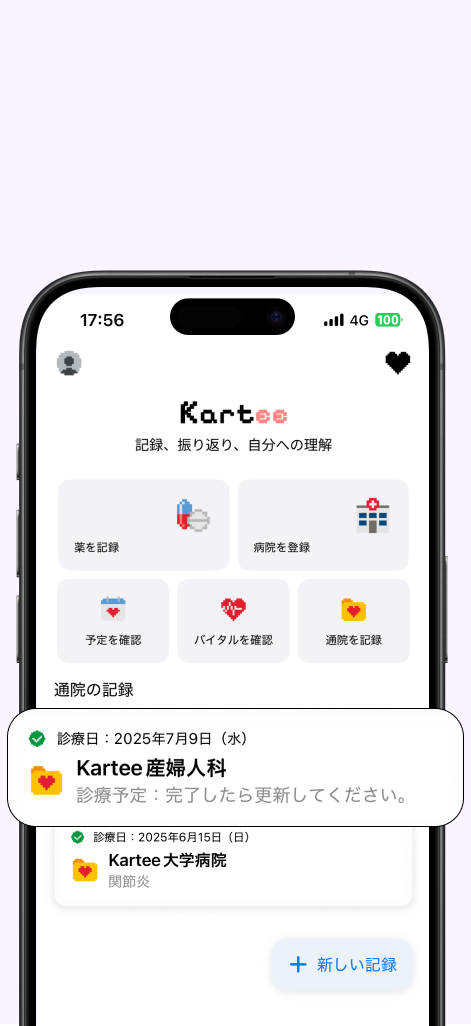 17:56
4G
100
Kartee
記録、振り返り、自分への理解
薬を記録
病院を登録
予定を確認
バイタルを確認
通院を記録
通院の記録
診療日：2025年7月9日（水）
Kartee産婦人科
診療予定：完了したら更新してください。
診療日：2025年6月15日（日）
Kartee大学病院
関節炎
新しい記録